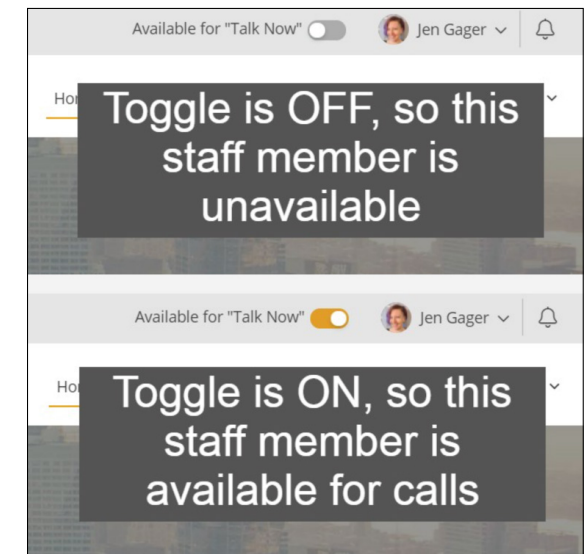 Available for "Talk Now" Jen Gager
Toggle is OFF, so this
staff member is
unavailable
Available for "Talk Now" Jen Gager
Toggle is ON, so this
staff member is
available for calls